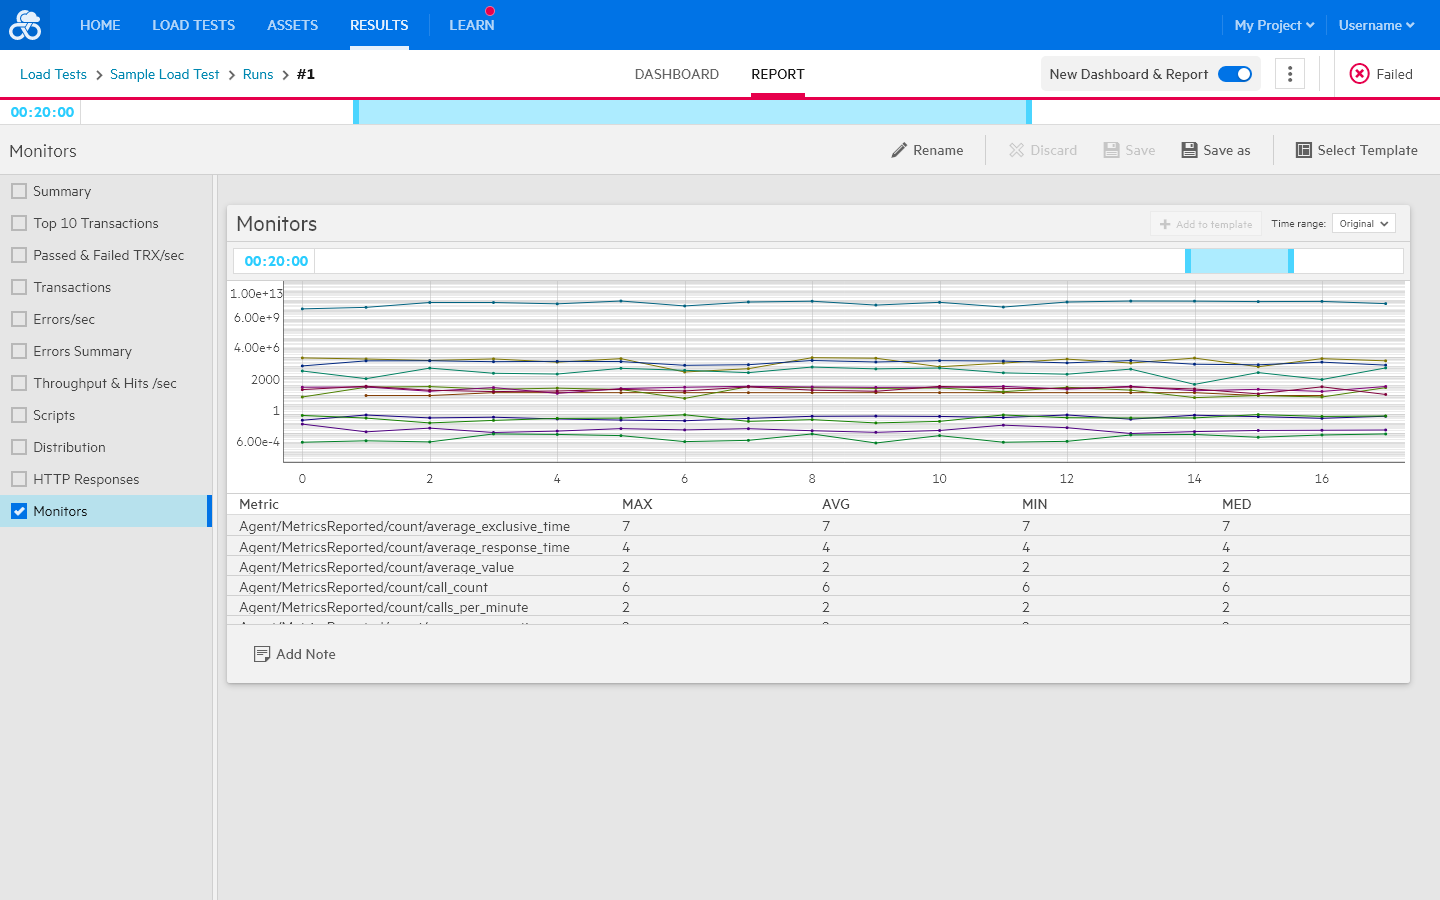 HOME LOAD TESTS ASSETS RESULTS LEARN My Project Username
Load Tests > Sample Load Test > Runs > #1 DASHBOARD REPORT New Dashboard & Report Failed
00:20:00
Monitors Rename Discard Save Save as Select Template
Summary
Top 10 Transactions
Passed & Failed TRX/sec
Transactions
Errors/sec
Errors Summary
Throughput & Hits /sec
Scripts
Distribution
HTTP Responses
Monitors
Monitors Add to template Time range: Original
00:20:00
1.00e+13
6.00e+9
4.00e+6
2000
1
6.00e-4
0 2 4 6 8 10 12 14 16
Metric MAX AVG MIN MED
Agent/MetricsReported/count/average_exclusive_time 7 7 7 7
Agent/MetricsReported/count/average_response_time 4 4 4 4
Agent/MetricsReported/count/average_value 2 2 2 2
Agent/MetricsReported/count/call_count 6 6 6 6
Agent/MetricsReported/count/calls_per_minute 2 2 2 2
Add Note